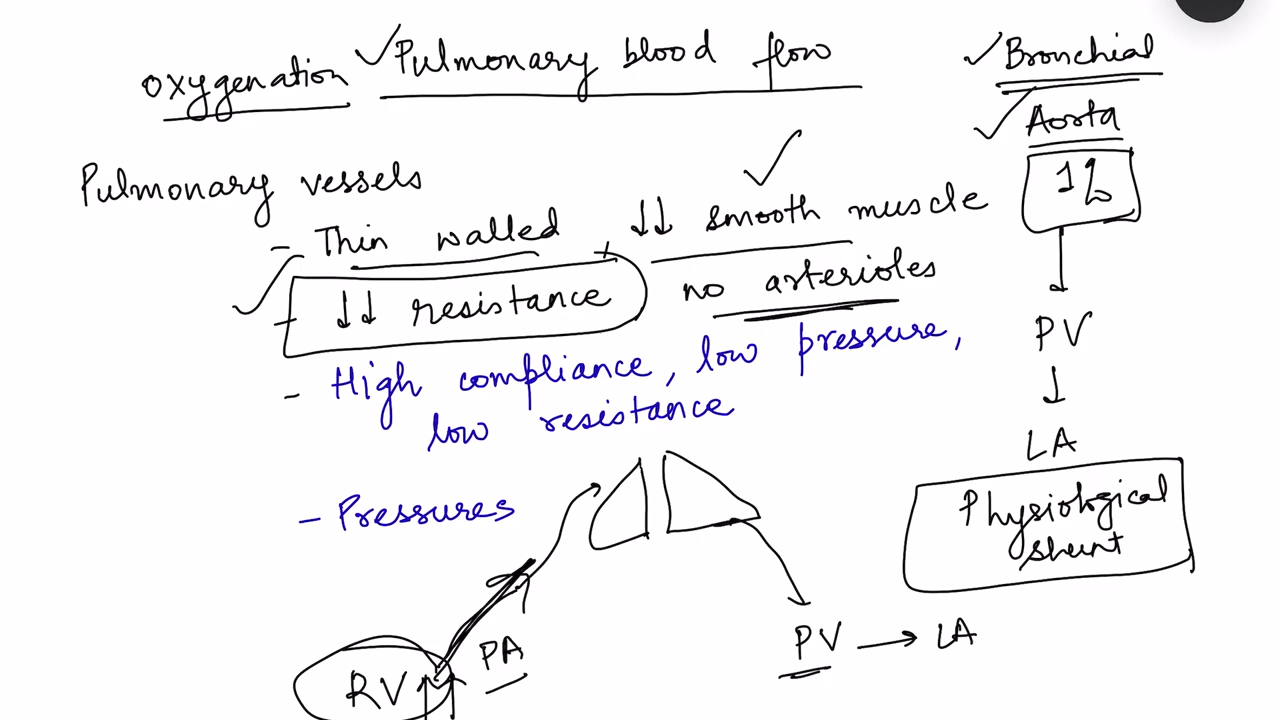 oxygenation ✓Pulmonary blood flow
Pulmonary vessels
- Thin walled ↓↓ smooth muscle
- ↓↓ resistance no arterioles
- High compliance, low pressure,
low resistance
- Pressures
RV
PA
PV → LA
✓Bronchial
✓Aorta
1%
↓
PV
↓
LA
Physiological
shunt